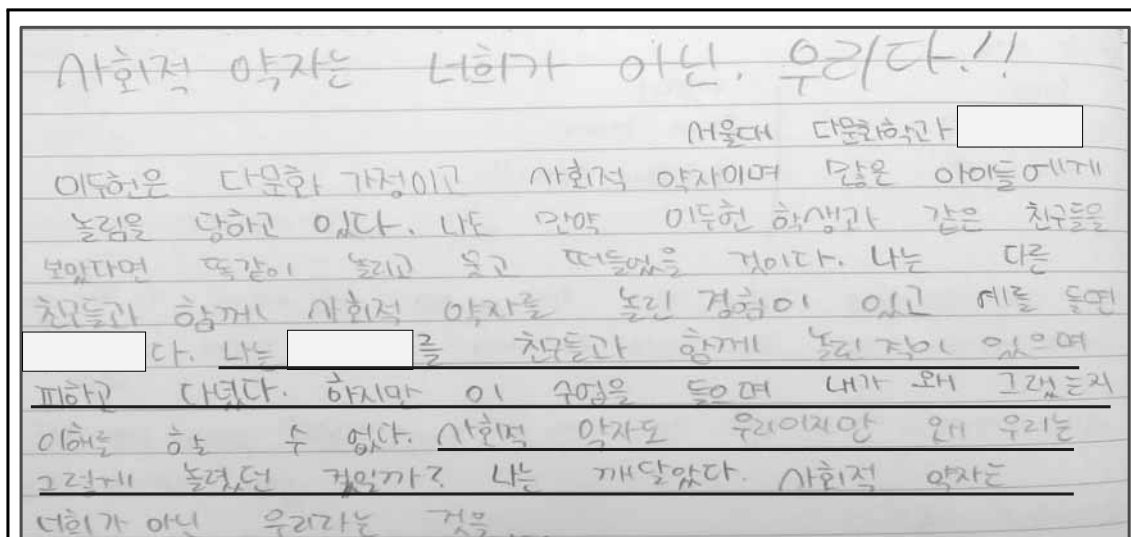 사회적 약자는 너희가 아닌. 우리다.!!
서울대 다문화학과
이두헌은 다문화 가정이고 사회적 약자이며 많은 아이들에게
놀림을 당하고 있다. 나도 만약 이두헌 학생과 같은 친구들을
보았다면 똑같이 놀리고 웃고 떠들었을 것이다. 나는 다른
친구들과 함께 사회적 약자를 놀린 경험이 있고 예를 들면
다. 나는 를 친구들과 함께 놀린 적이 있으며
피하고 다녔다. 하지만 이 수업을 들으며 내가 왜 그랬는지
이해를 할 수 없다. 사회적 약자도 우리이지만 왜 우리는
그렇게 놀렸던 것일까? 나는 깨달았다. 사회적 약자는
너희가 아닌 우리라는 것을